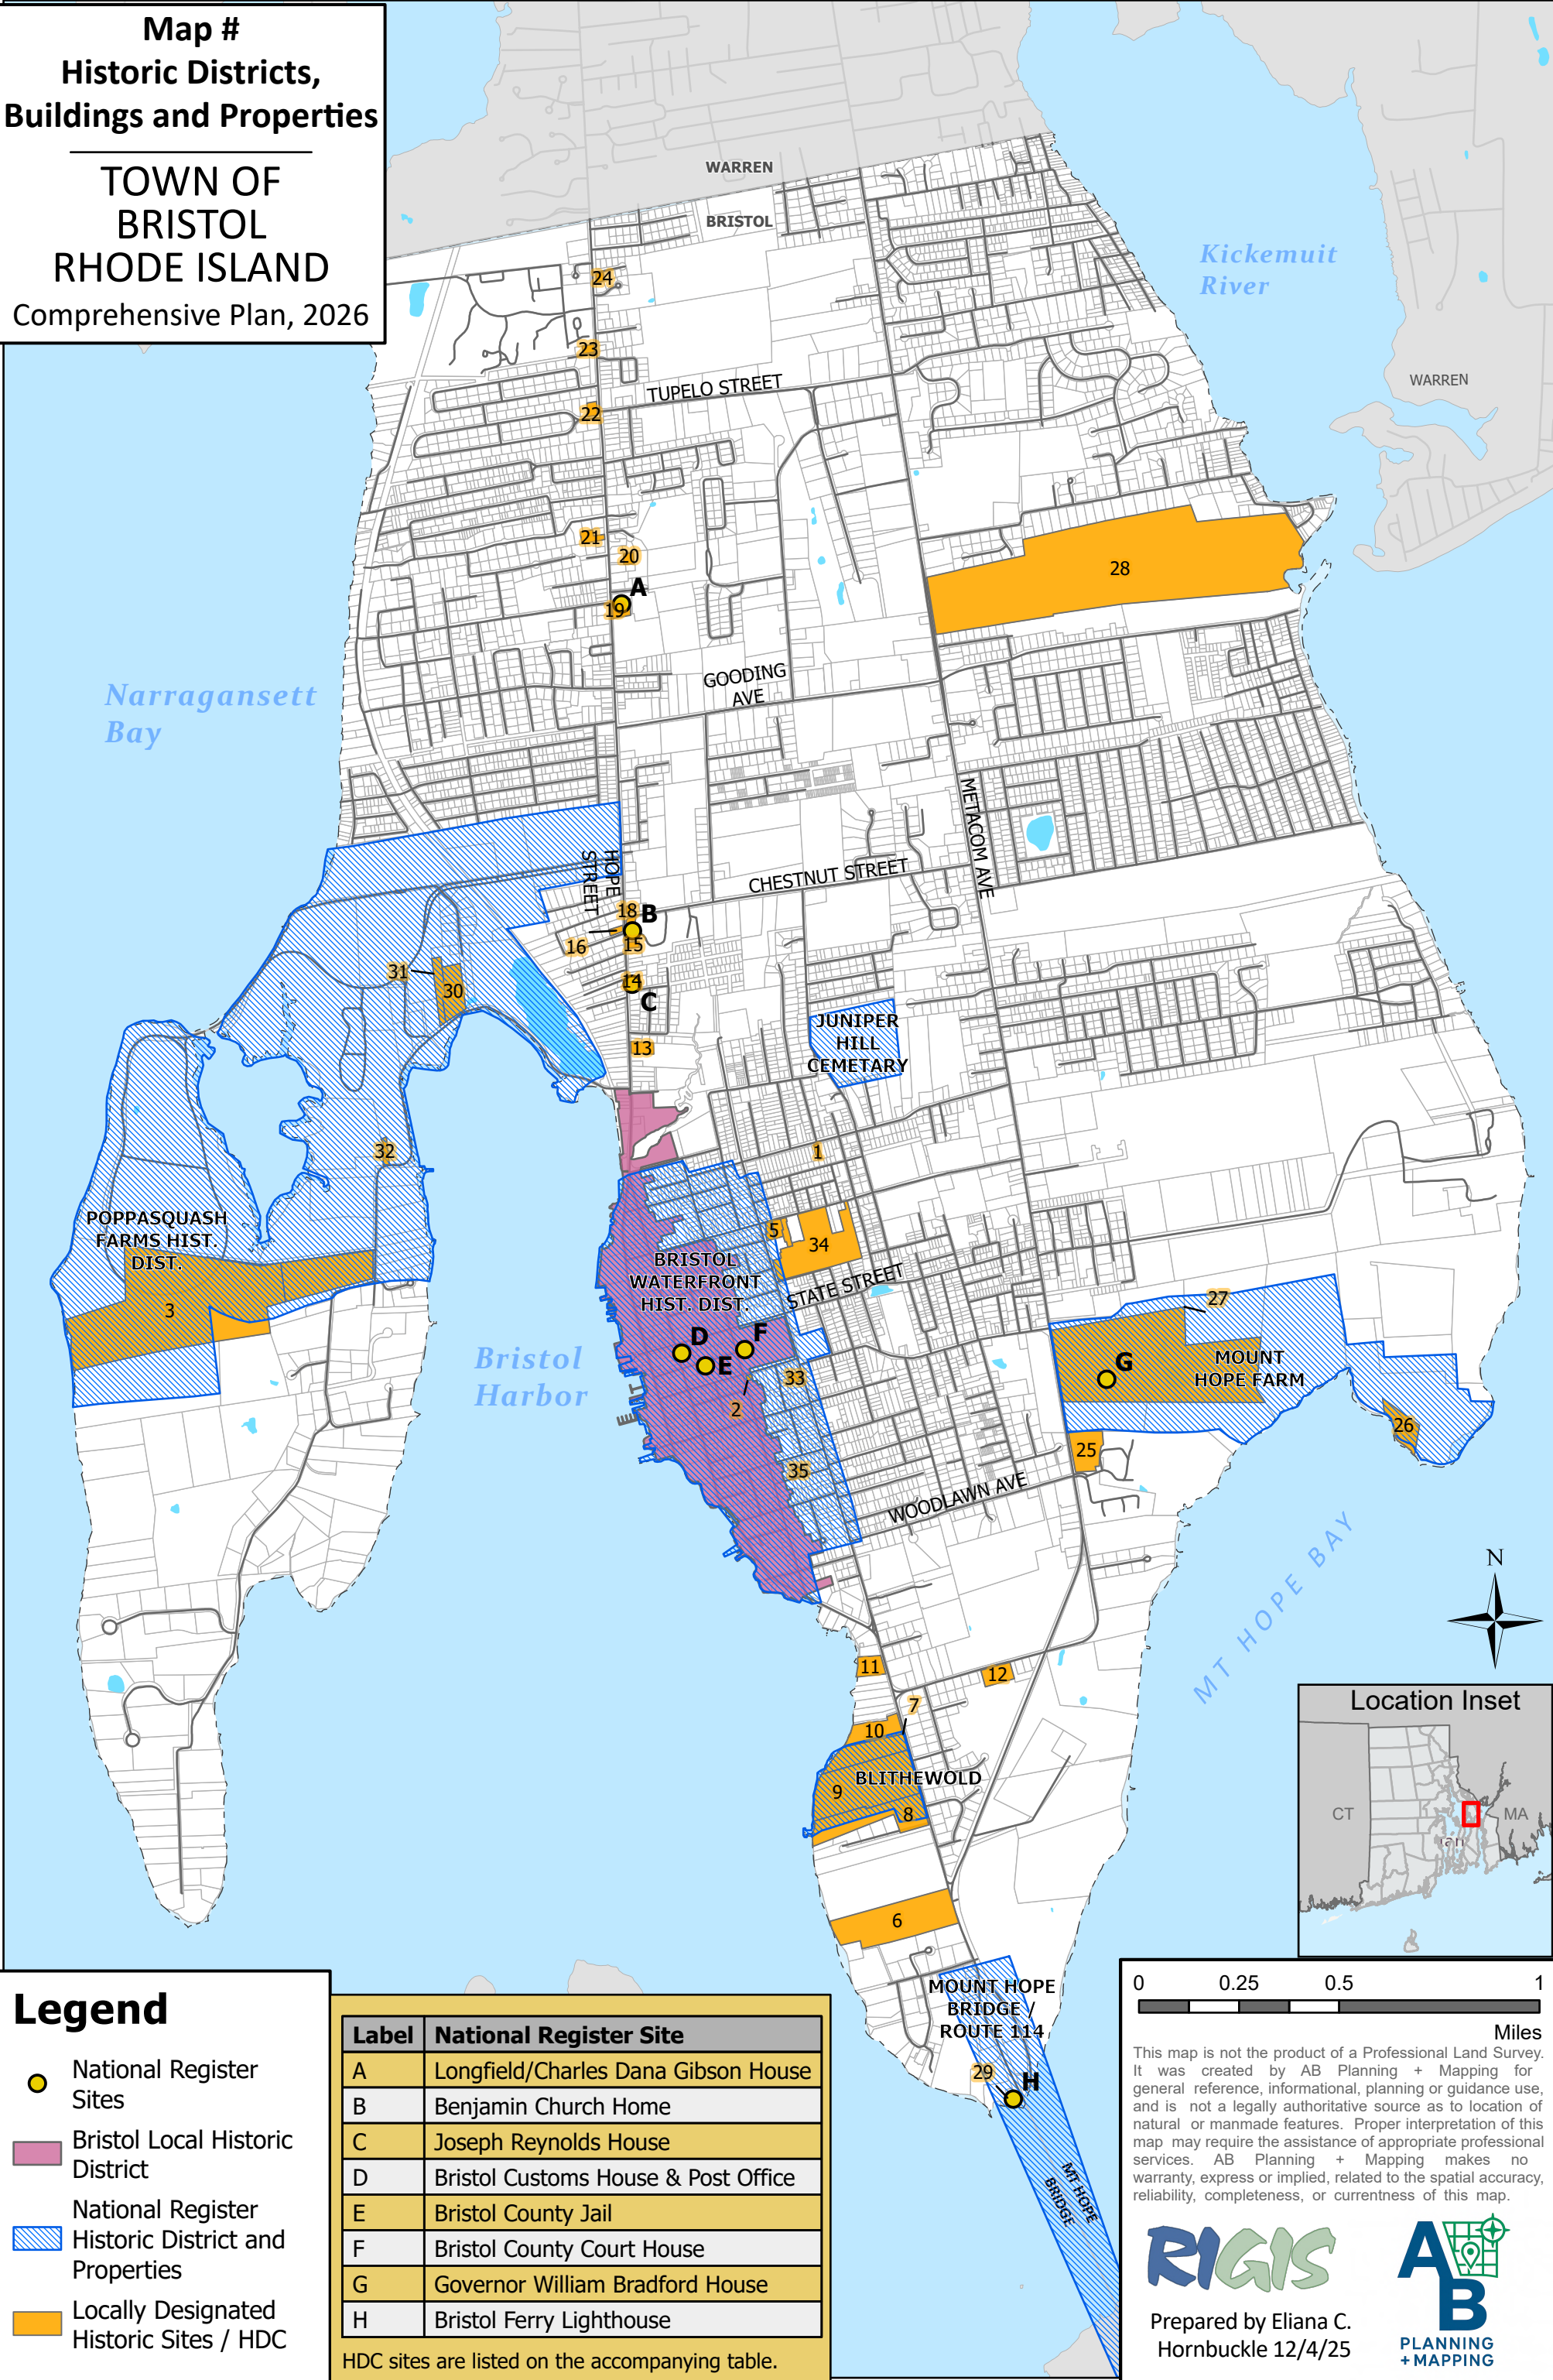 Map #
Historic Districts,
Buildings and Properties
TOWN OF
BRISTOL
RHODE ISLAND
Comprehensive Plan, 2026
WARREN
BRISTOL
Kickemuit
River
WARREN
24
23
TUPELO STREET
22
21
20
28
A
19
GOODING
AVE
Narragansett
Bay
METACOM AVE
HOPE
STREET
CHESTNUT STREET
18
B
16
15
31
30
14
C
JUNIPER
HILL
CEMETARY
13
32
1
POPPASQUASH
FARMS HIST.
DIST.
5
34
BRISTOL
WATERFRONT
HIST. DIST.
STATE STREET
3
27
D
F
E
Bristol
Harbor
G
MOUNT
HOPE FARM
33
2
26
25
35
WOODLAWN AVE
MT HOPE BAY
N
11
12
7
10
BLITHEWOLD
9
8
6
MOUNT HOPE
BRIDGE /
ROUTE 114
29
H
MT HOPE
BRIDGE
Location Inset
CT
MA
Legend
National Register
Sites
Bristol Local Historic
District
National Register
Historic District and
Properties
Locally Designated
Historic Sites / HDC
Label National Register Site
A Longfield/Charles Dana Gibson House
B Benjamin Church Home
C Joseph Reynolds House
D Bristol Customs House & Post Office
E Bristol County Jail
F Bristol County Court House
G Governor William Bradford House
H Bristol Ferry Lighthouse
HDC sites are listed on the accompanying table.
0 0.25 0.5 1
Miles
This map is not the product of a Professional Land Survey.
It was created by AB Planning + Mapping for
general reference, informational, planning or guidance use,
and is not a legally authoritative source as to location of
natural or manmade features. Proper interpretation of this
map may require the assistance of appropriate professional
services. AB Planning + Mapping makes no
warranty, express or implied, related to the spatial accuracy,
reliability, completeness, or currentness of this map.
RIGIS
Prepared by Eliana C.
Hornbuckle 12/4/25
A
B
PLANNING
+MAPPING